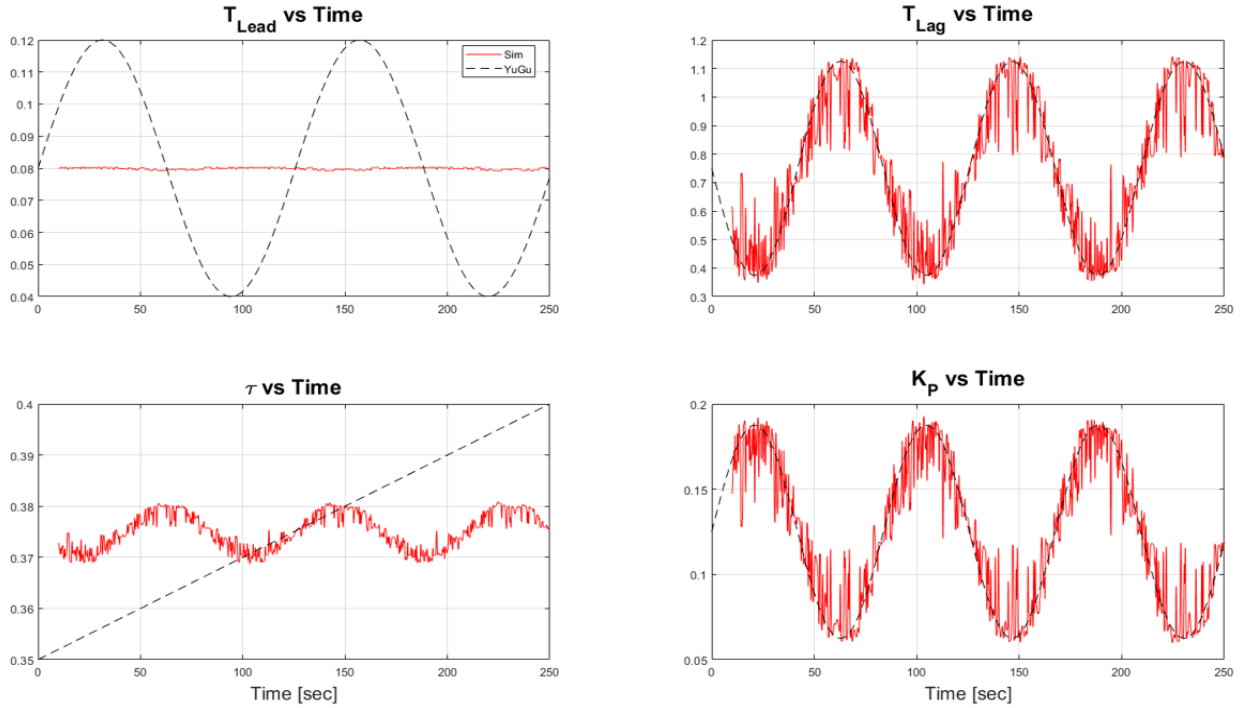 T_Lead vs Time
0.12
0.11
0.1
0.09
0.08
0.07
0.06
0.05
0.04
0 50 100 150 200 250
Sim
YuGu
T_Lag vs Time
1.2
1.1
1
0.9
0.8
0.7
0.6
0.5
0.4
0.3
0 50 100 150 200 250
τ vs Time
0.4
0.39
0.38
0.37
0.36
0.35
0 50 100 150 200 250
Time [sec]
K_P vs Time
0.2
0.15
0.1
0.05
0 50 100 150 200 250
Time [sec]